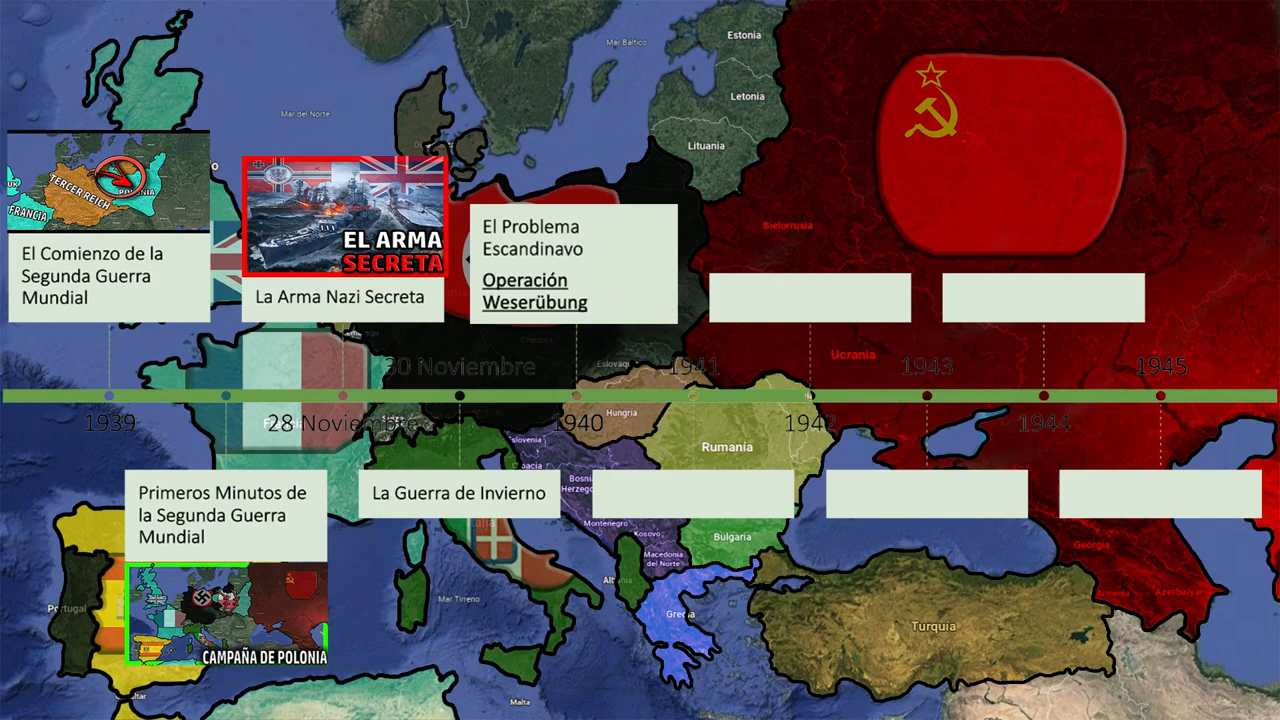 Estonia
Mar Báltico
Letonia
Mar del Norte
Lituania
TERCER REICH
POLONIA
UK
FRANCIA
EL ARMA
SECRETA
Bielorrusia
El Comienzo de la
Segunda Guerra
Mundial
La Arma Nazi Secreta
El Problema
Escandinavo
Operación
Weserübung
Chequia
Ucrania
30 Noviembre
1941
1943
1945
1939
28 Noviembre
1940
1942
1944
Suiza
Hungría
Rumanía
Eslovenia
Croacia
Primeros Minutos de
la Segunda Guerra
Mundial
La Guerra de Invierno
Montenegro
Kosovo
Bulgaria
Macedonia
del Norte
Georgia
Armenia
Azerbaiyán
Albania
Portugal
Mar Tirreno
Grecia
Turquía
CAMPAÑA DE POLONIA
Malta